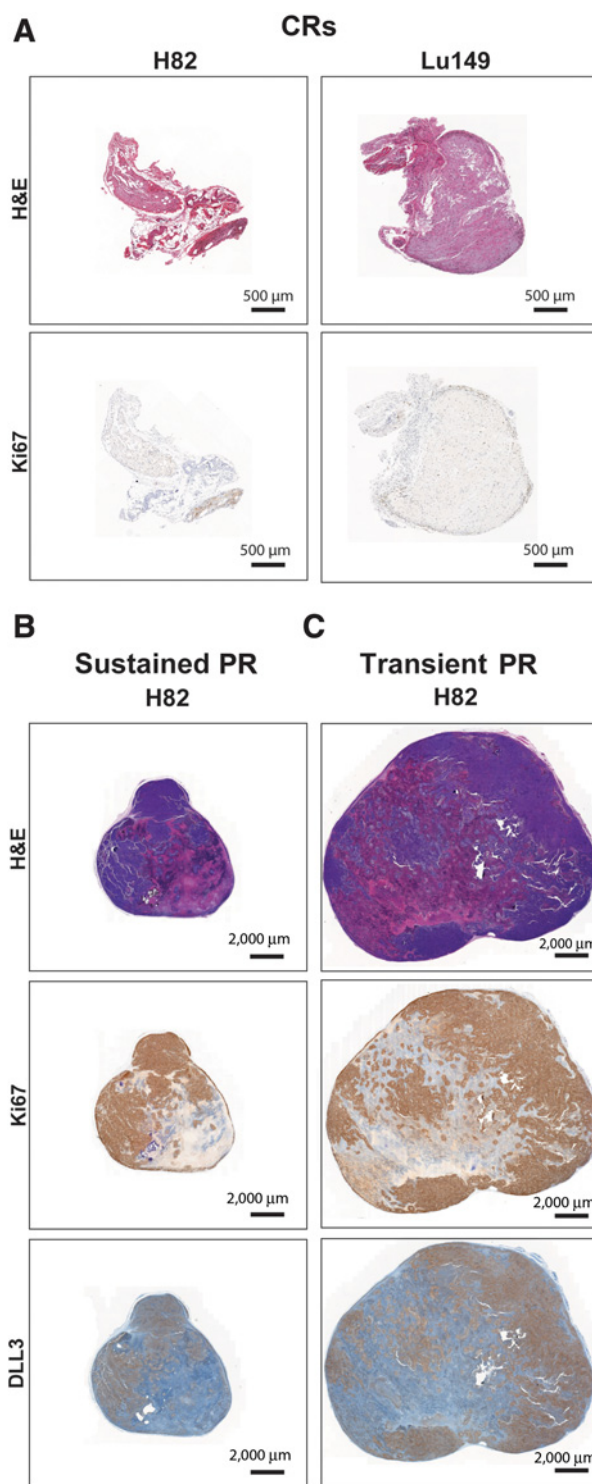 A
CRs
H82
Lu149
H&E
500 µm
500 µm
Ki67
500 µm
500 µm
B
C
Sustained PR
Transient PR
H82
H82
H&E
2,000 µm
2,000 µm
Ki67
2,000 µm
2,000 µm
DLL3
2,000 µm
2,000 µm